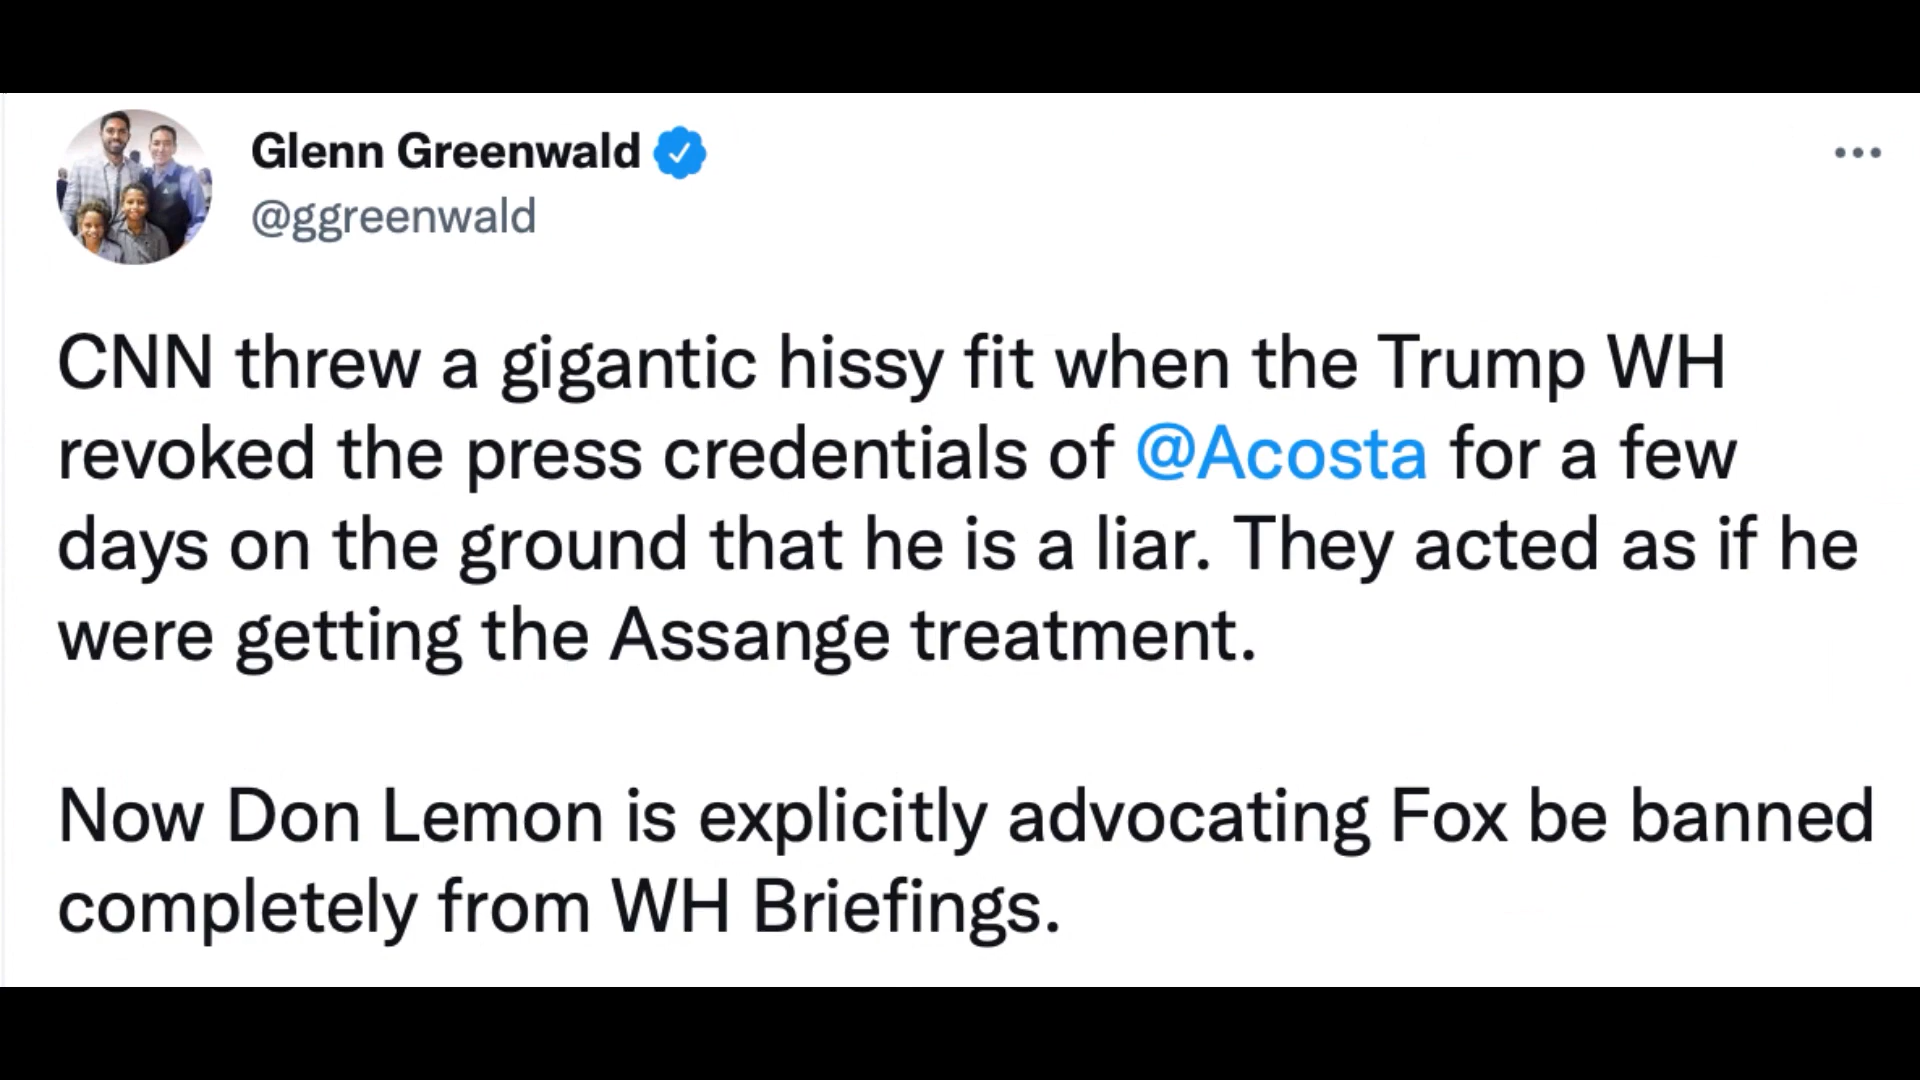 Glenn Greenwald
@ggreenwald
CNN threw a gigantic hissy fit when the Trump WH
revoked the press credentials of @Acosta for a few
days on the ground that he is a liar. They acted as if he
were getting the Assange treatment.
Now Don Lemon is explicitly advocating Fox be banned
completely from WH Briefings.